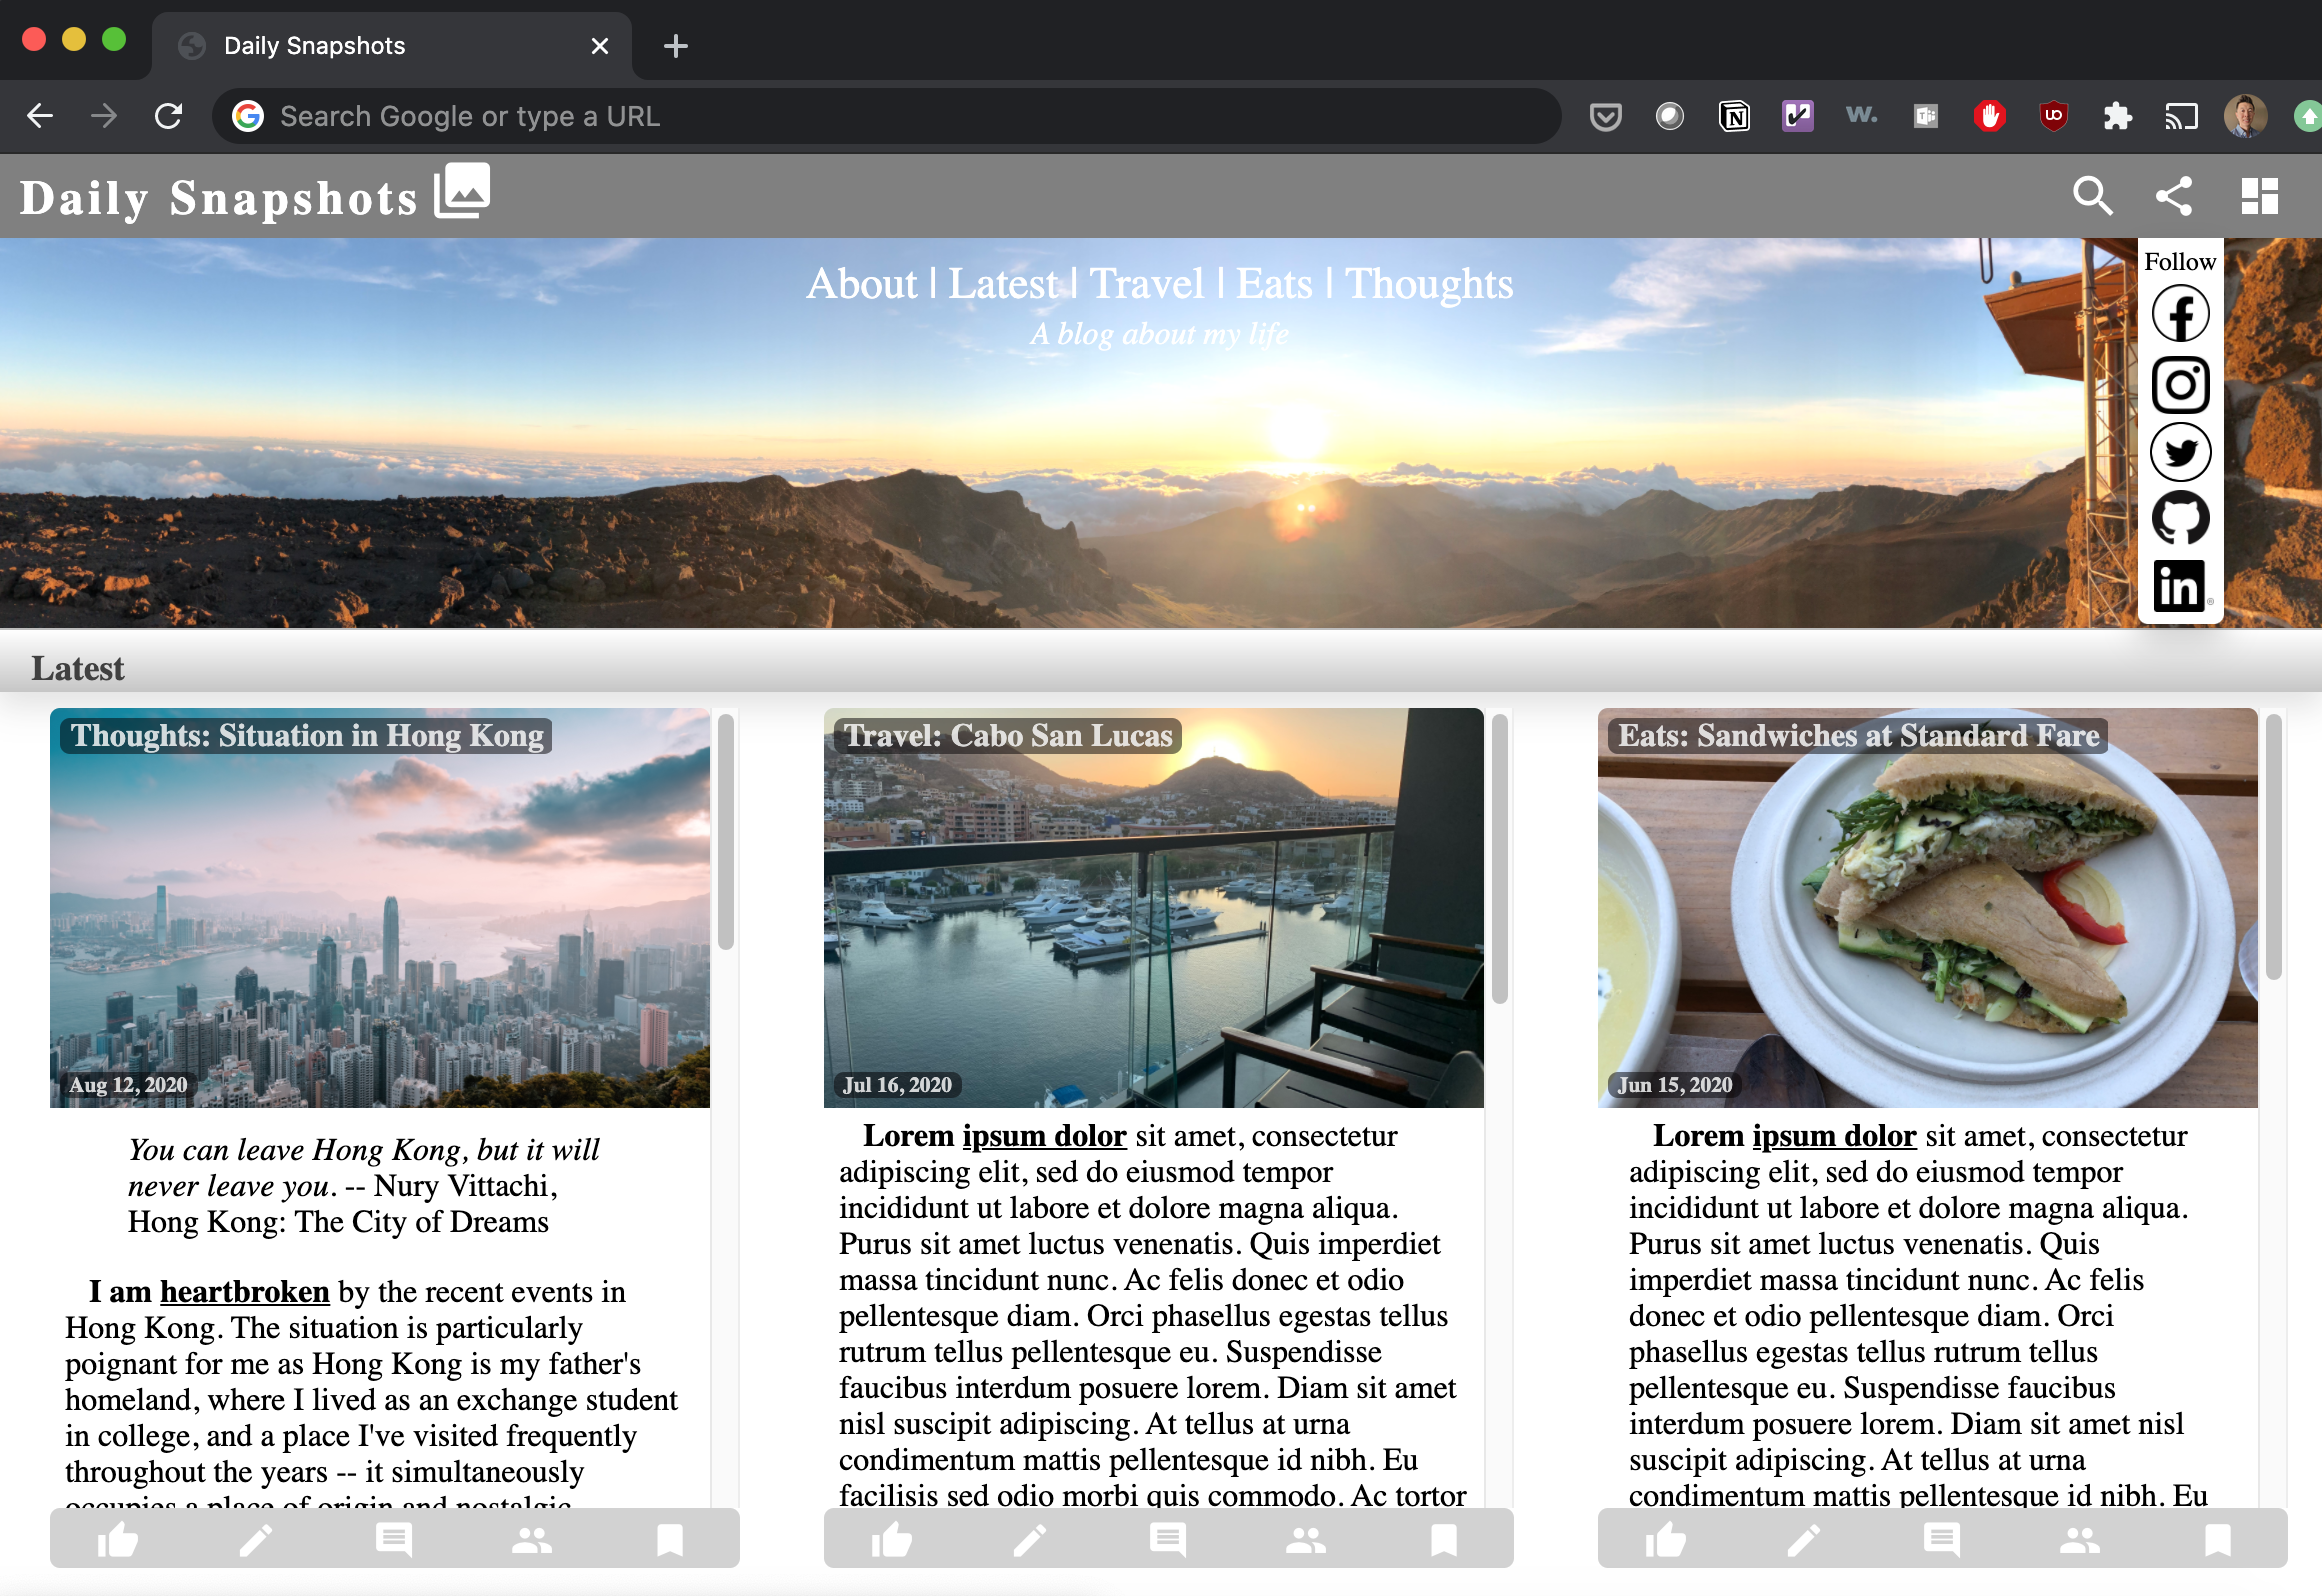 Daily Snapshots
Search Google or type a URL
Daily Snapshots
About | Latest | Travel | Eats | Thoughts
A blog about my life
Follow
Latest
Thoughts: Situation in Hong Kong
Aug 12, 2020
You can leave Hong Kong, but it will
never leave you. -- Nury Vittachi,
Hong Kong: The City of Dreams
I am heartbroken by the recent events in
Hong Kong. The situation is particularly
poignant for me as Hong Kong is my father's
homeland, where I lived as an exchange student
in college, and a place I've visited frequently
throughout the years -- it simultaneously
occupies a place of origin and nostalgic
Travel: Cabo San Lucas
Jul 16, 2020
Lorem ipsum dolor sit amet, consectetur
adipiscing elit, sed do eiusmod tempor
incididunt ut labore et dolore magna aliqua.
Purus sit amet luctus venenatis. Quis imperdiet
massa tincidunt nunc. Ac felis donec et odio
pellentesque diam. Orci phasellus egestas tellus
rutrum tellus pellentesque eu. Suspendisse
faucibus interdum posuere lorem. Diam sit amet
nisl suscipit adipiscing. At tellus at urna
condimentum mattis pellentesque id nibh. Eu
facilisis sed odio morbi quis commodo. Ac tortor
Eats: Sandwiches at Standard Fare
Jun 15, 2020
Lorem ipsum dolor sit amet, consectetur
adipiscing elit, sed do eiusmod tempor
incididunt ut labore et dolore magna aliqua.
Purus sit amet luctus venenatis. Quis
imperdiet massa tincidunt nunc. Ac felis
donec et odio pellentesque diam. Orci
phasellus egestas tellus rutrum tellus
pellentesque eu. Suspendisse faucibus
interdum posuere lorem. Diam sit amet nisl
suscipit adipiscing. At tellus at urna
condimentum mattis pellentesque id nibh. Eu